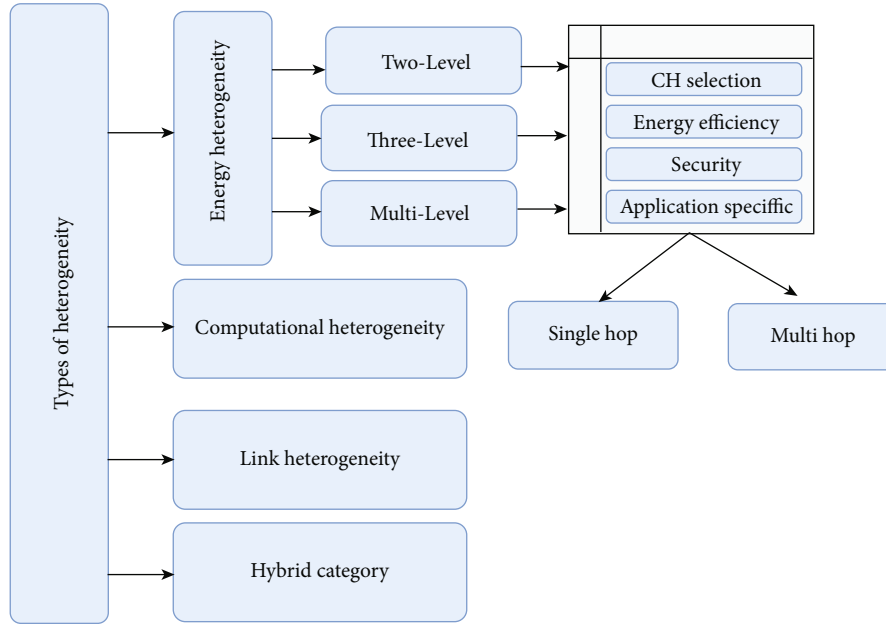 Types of heterogeneity
Energy heterogeneity
Two-Level
Three-Level
Multi-Level
CH selection
Energy efficiency
Security
Application speciffic
Single hop
Multi hop
Computational heterogeneity
Link heterogeneity
Hybrid category